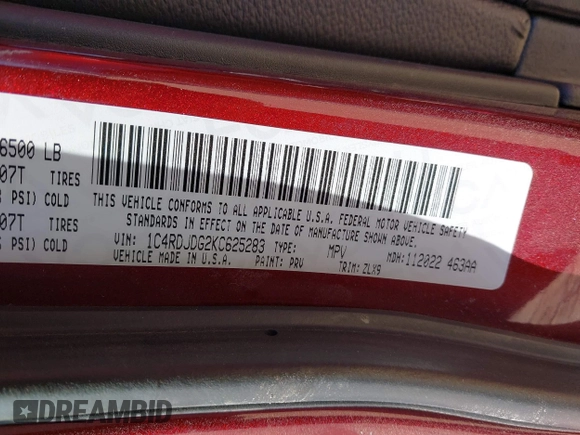 6500 LB
07T TIRES
PSI) COLD
07T TIRES
PSI) COLD
THIS VEHICLE CONFORMS TO ALL APPLICABLE U.S.A. FEDERAL MOTOR VEHICLE SAFETY
STANDARDS IN EFFECT ON THE DATE OF MANUFACTURE SHOWN ABOVE.
VIN: 1C4RDJDG2KC625283 TYPE: MPV MDH: 112022 463AA
VEHICLE MADE IN U.S.A. PAINT: PRV TRIM: ZLX9
DREAMBID